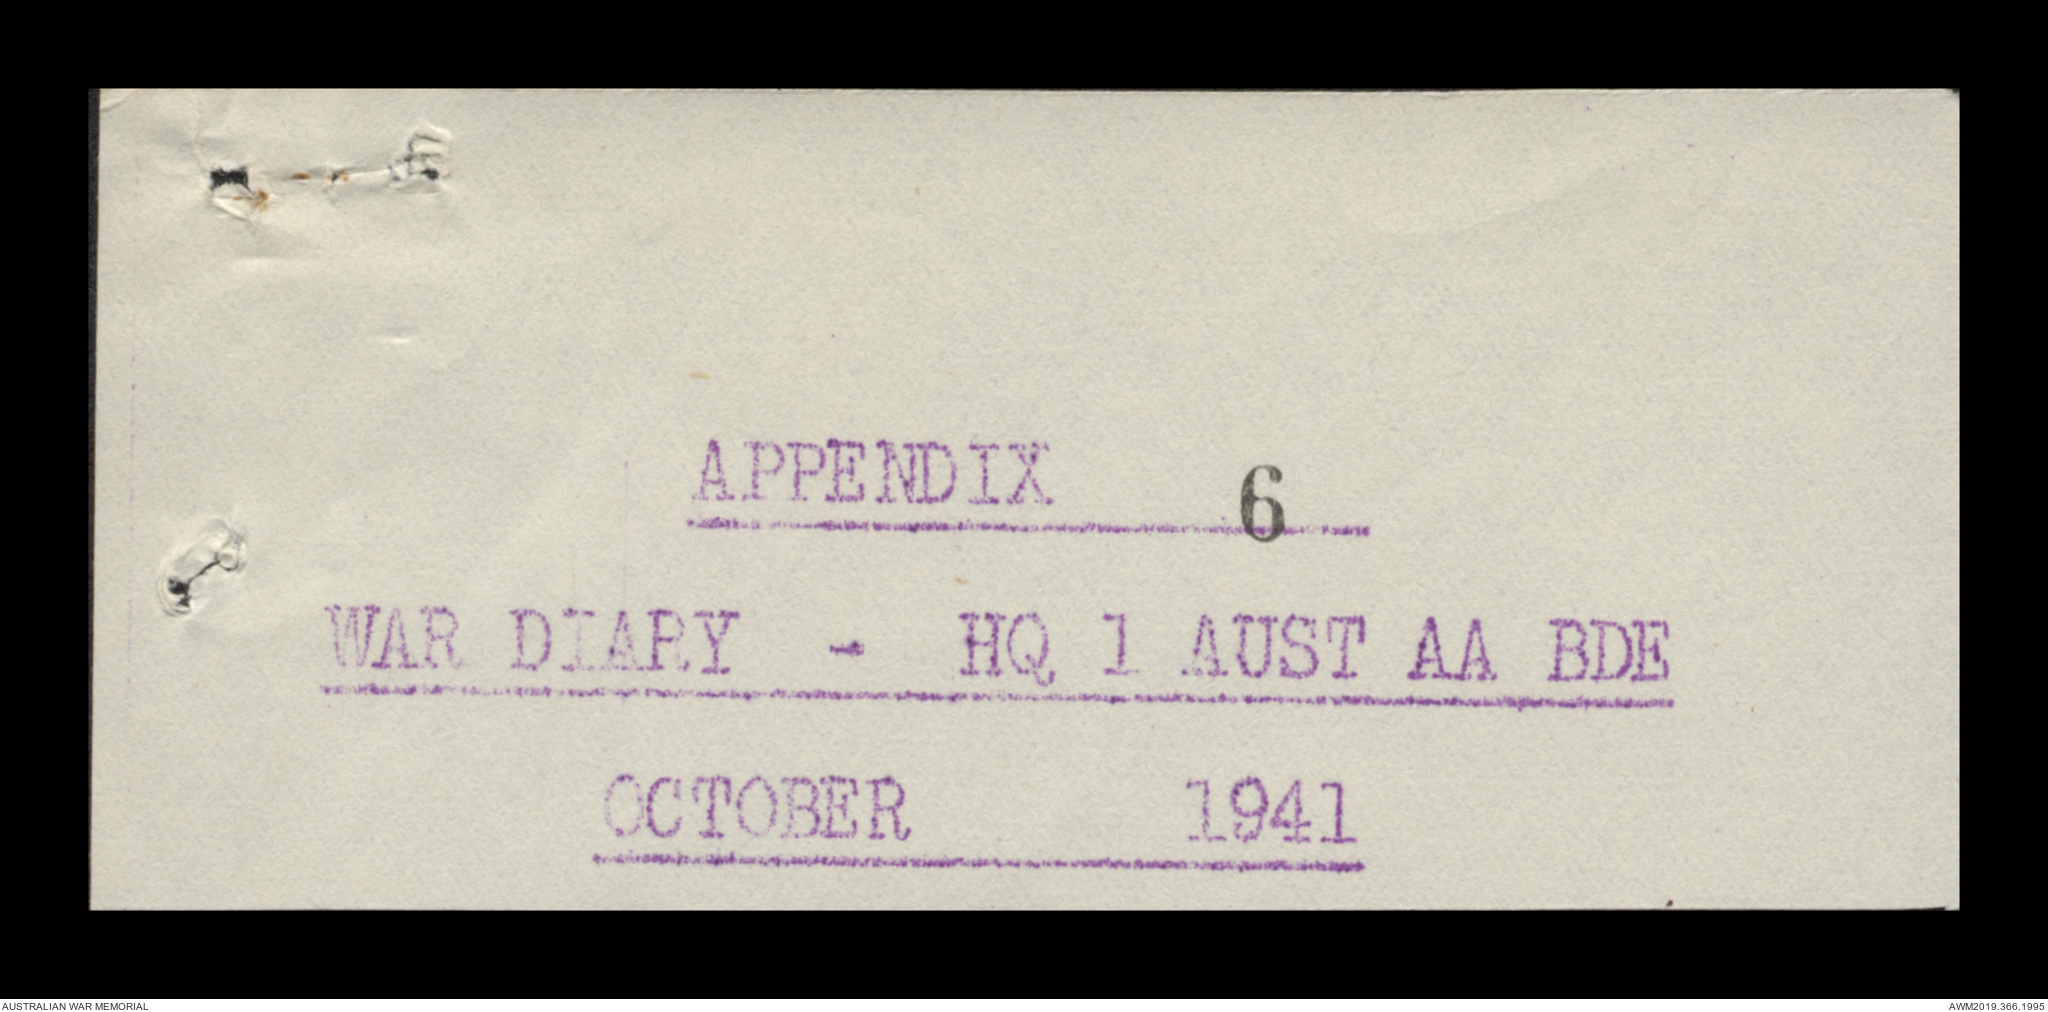 APPENDIX 6
WAR DIARY - HQ 1 AUST AA BDE
OCTOBER 1941
AUSTRALIAN WAR MEMORIAL
AWM2019.366.1995